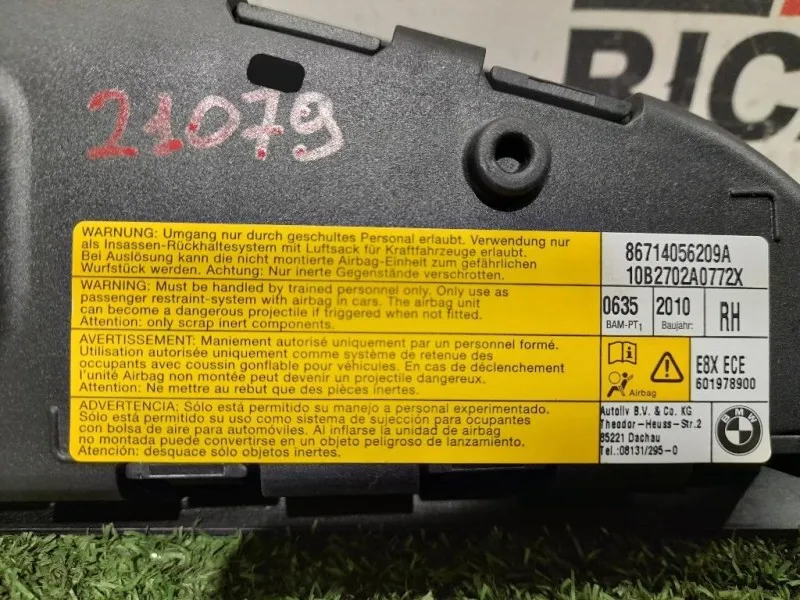 RICA
21079
WARNUNG: Umgang nur durch geschultes Personal erlaubt. Verwendung nur
als Insassen-Rückhaltesystem mit Luftsack für Kraftfahrzeuge erlaubt.
Bei Auslösung kann die nicht montierte Airbag-Einheit zum gefährlichen
Wurfstück werden. Achtung: Nur inerte Gegenstände verschrotten.
WARNING: Must be handled by trained personnel only. Only use as
passenger restraint-system with airbag in cars. The airbag unit
can become a dangerous projectile if triggered when not fitted.
Attention: only scrap inert components.
AVERTISSEMENT: Maniement autorisé uniquement par un personnel formé.
Utilisation autorisée uniquement comme système de retenue des
occupants avec coussin gonflable pour véhicules. En cas de déclenchement
l'unité Airbag non montée peut devenir un projectile dangereux.
Attention: Ne mettre au rebut que des pièces inertes.
ADVERTENCIA: Sólo está permitido su manejo a personal experimentado.
Sólo está permitido su uso como sistema de sujección para ocupantes
con bolsa de aire para automóviles. Al inflarse la unidad de airbag
no montada puede convertirse en un objeto peligroso de lanzamiento.
Atención: desquace sólo objetos inertes.
86714056209A
10B2702A0772X
0635 2010 RH
BAM-PT1 Baujahr:
E8X ECE
601978900
Airbag
Autoliv B.V. & Co. KG
Theodor-Heuss-Str.2
85221 Dachau
Tel.:08131/295-0
BMW